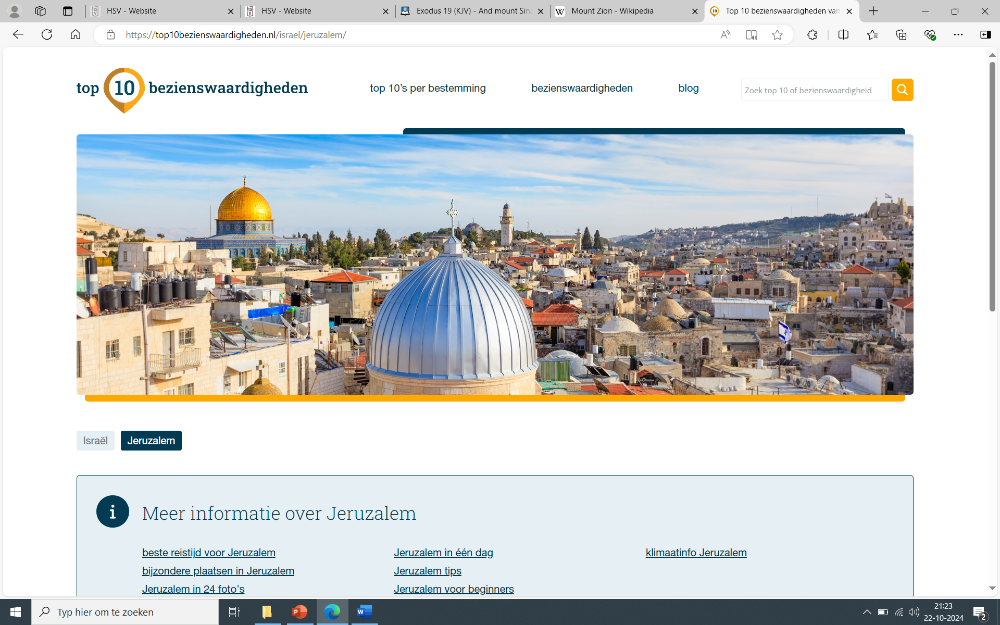 HSV - Website
HSV - Website
Exodus 19 (KJV) - And mount Sin
Mount Zion - Wikipedia
Top 10 bezienswaardigheden van
https://top10bezienswaardigheden.nl/israel/jeruzalem/
top 10 bezienswaardigheden
top 10's per bestemming
bezienswaardigheden
blog
Zoek top 10 of bezienswaardigheid
Israël
Jeruzalem
Meer informatie over Jeruzalem
beste reistijd voor Jeruzalem
Jeruzalem in één dag
klimaatinfo Jeruzalem
bijzondere plaatsen in Jeruzalem
Jeruzalem tips
Jeruzalem in 24 foto's
Jeruzalem voor beginners
Typ hier om te zoeken
21:23
22-10-2024
2